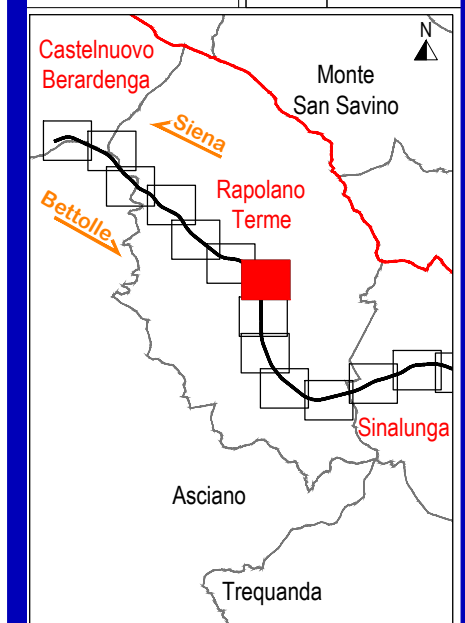 N
Castelnuovo
Berardenga
Monte
San Savino
Siena
Rapolano
Terme
Bettolle
Sinalunga
Asciano
Trequanda